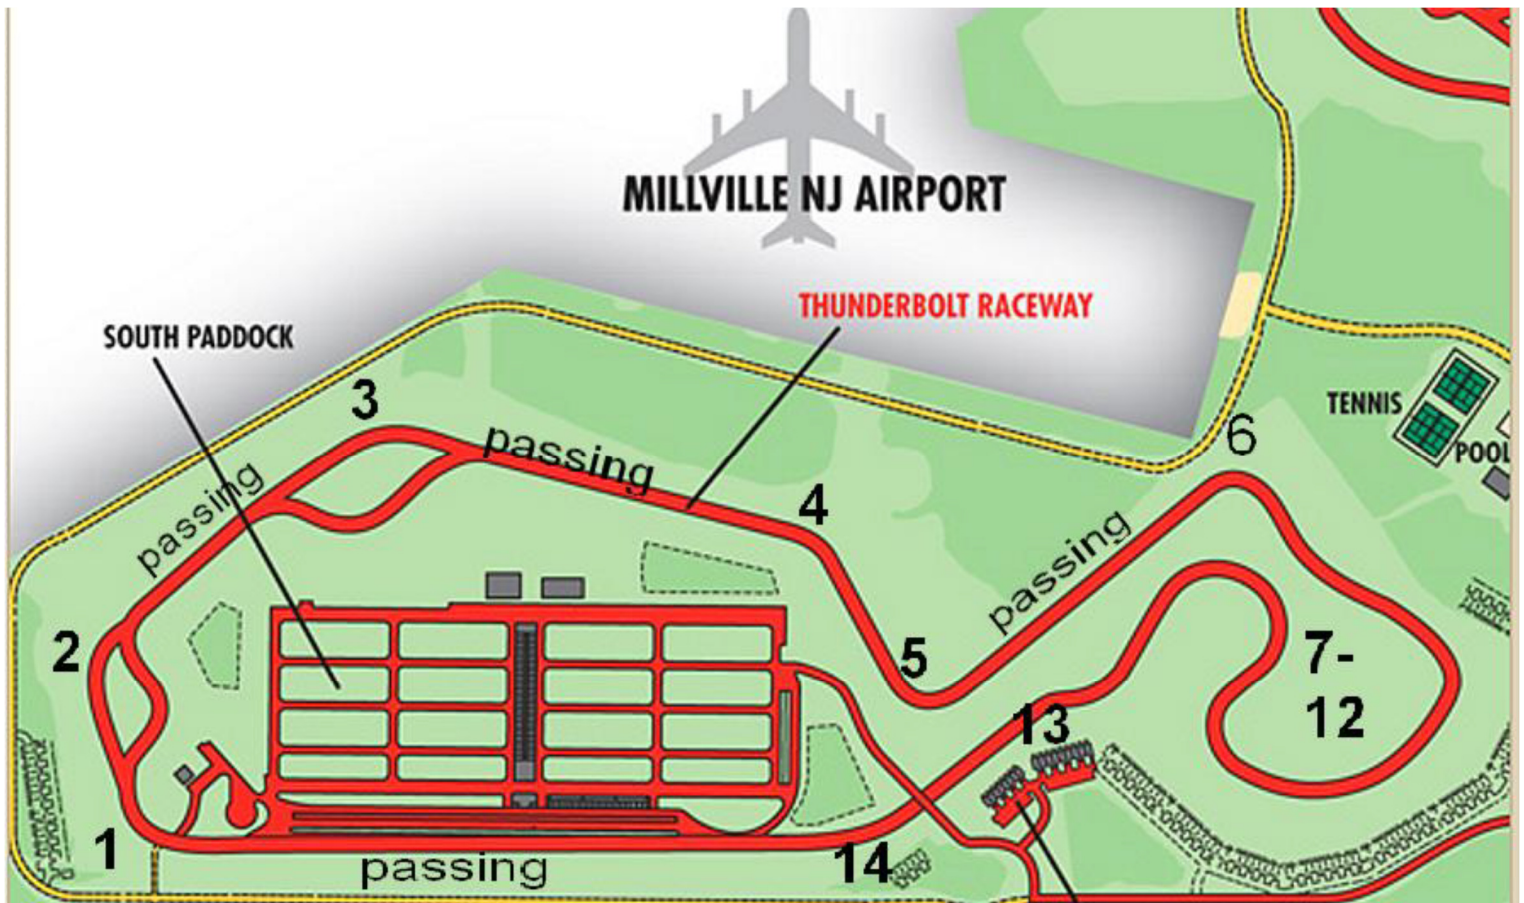 MILLVILLE NJ AIRPORT
THUNDERBOLT RACEWAY
SOUTH PADDOCK
3
TENNIS
6
passing
POOL
passing
4
passing
2
5
7-
12
13
1
passing
14